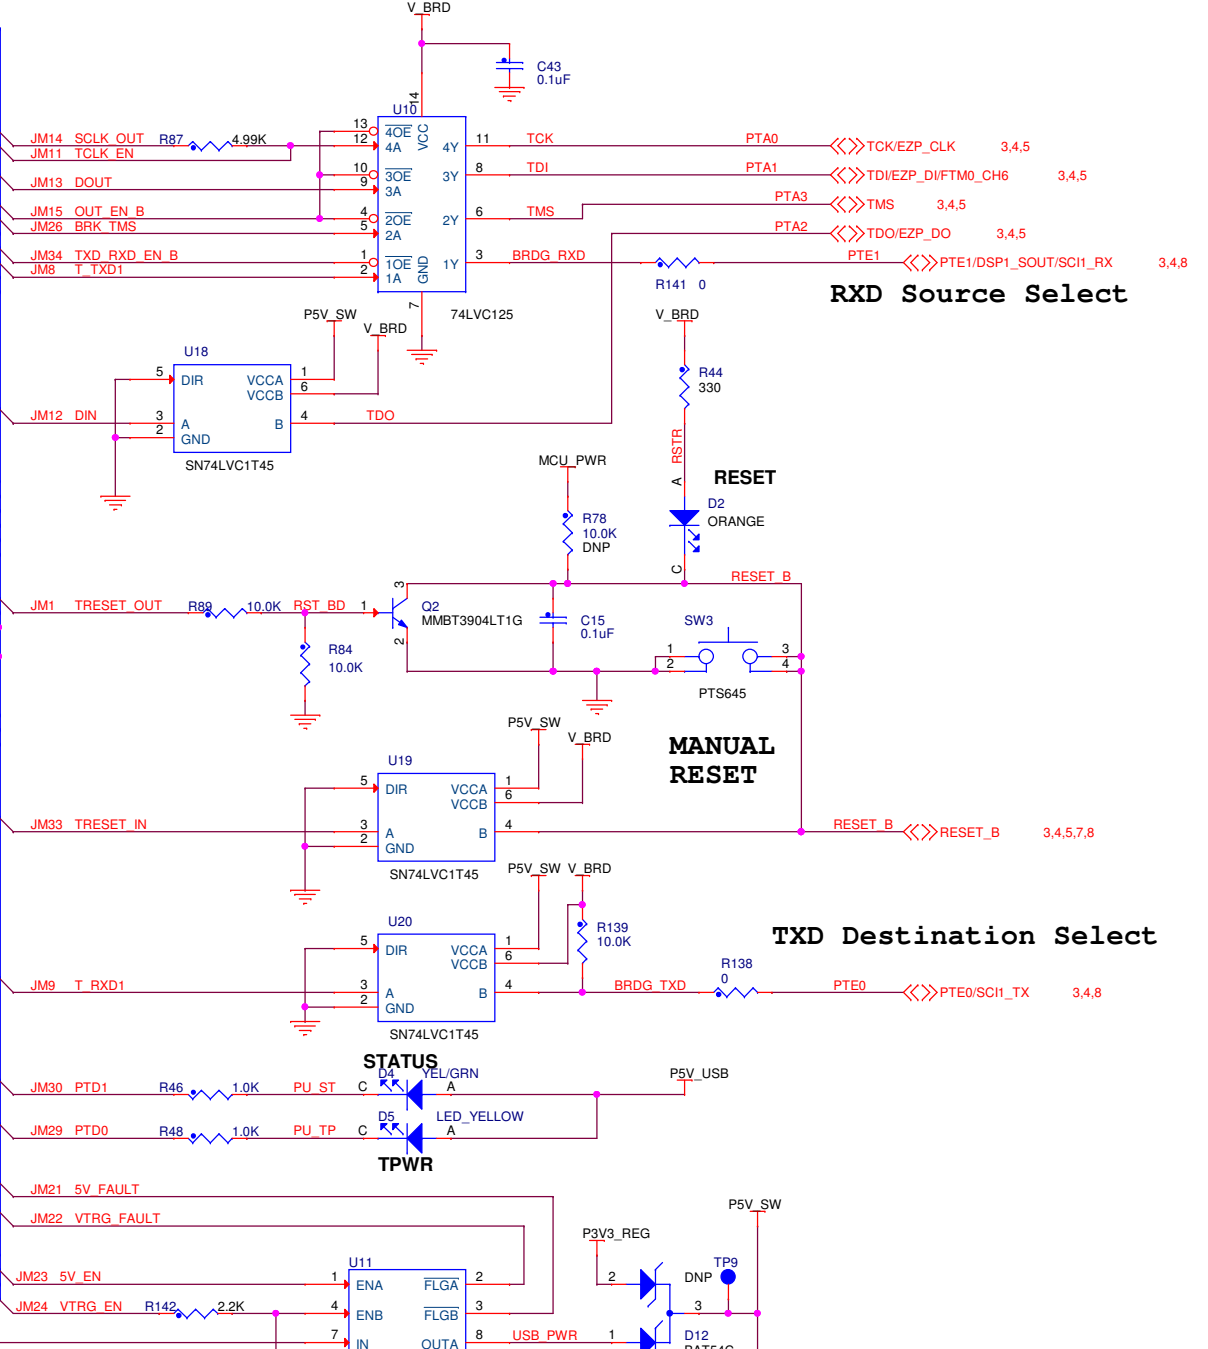 V_BRD
C43
0.1uF
14
U10
JM14 SCLK_OUT R87 4.99K 13 4OE VCC
12 4A 4Y 11 TCK PTA0 TCK/EZP_CLK 3,4,5
JM11 TCLK_EN
10 3OE 3Y 8 TDI PTA1 TDI/EZP_DI/FTM0_CH6 3,4,5
JM13 DOUT 9 3A
PTA3 TMS 3,4,5
JM15 OUT_EN_B 4 2OE 2Y 6 TMS
JM26 BRK_TMS 5 2A PTA2 TDO/EZP_DO 3,4,5
JM34 TXD_RXD_EN_B 1 1OE GND 1Y 3 BRDG_RXD PTE1 PTE1/DSP1_SOUT/SCI1_RX 3,4,8
JM8 T_TXD1 2 1A
R141 0
RXD Source Select
7
74LVC125
P5V_SW
V_BRD
V_BRD
U18
5 DIR VCCA 1
VCCB 6
R44
330
JM12 DIN 3 A B 4 TDO
2 GND
SN74LVC1T45
RSTR
MCU_PWR
A
RESET
D2
ORANGE
R78
10.0K
DNP
C
RESET_B
3
JM1 TRESET_OUT R89 10.0K RST_BD 1 Q2
MMBT3904LT1G
C15
0.1uF
SW3
2
R84
10.0K
1 3
2 4
PTS645
P5V_SW
V_BRD
MANUAL
RESET
U19
5 DIR VCCA 1
VCCB 6
JM33 TRESET_IN 3 A B 4 RESET_B RESET_B 3,4,5,7,8
2 GND
SN74LVC1T45
P5V_SW V_BRD
U20
R139
10.0K
TXD Destination Select
5 DIR VCCA 1
VCCB 6
R138
0
JM9 T_RXD1 3 A B 4 BRDG_TXD PTE0 PTE0/SCI1_TX 3,4,8
2 GND
SN74LVC1T45
STATUS
D4 YEL/GRN
P5V_USB
JM30 PTD1 R46 1.0K PU_ST C A
D5 LED_YELLOW
JM29 PTD0 R48 1.0K PU_TP C A
TPWR
JM21 5V_FAULT
P5V_SW
JM22 VTRG_FAULT
P3V3_REG
U11
TP9
DNP
JM23 5V_EN 1 ENA FLGA 2
2
JM24 VTRG_EN R142 2.2K 4 ENB FLGB 3
3
7 IN OUTA 8 USB_PWR 1 D12
BAT54C